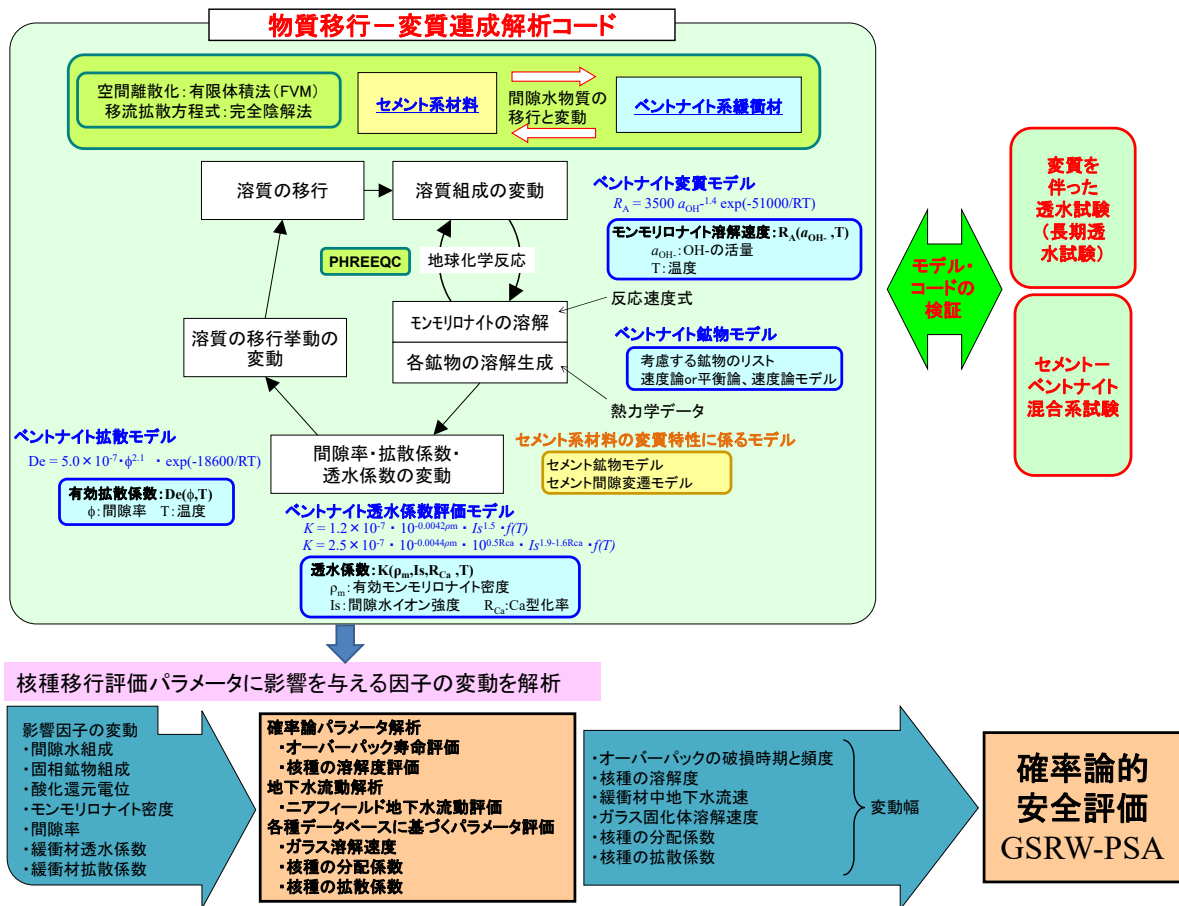 物質移行－変質連成解析コード
空間離散化：有限体積法（FVM）
移流拡散方程式：完全陰解法
セメント系材料
間隙水物質の
移行と変動
ベントナイト系緩衝材
溶質の移行
溶質組成の変動
PHREEQC
地球化学反応
モンモリロナイトの溶解
各鉱物の溶解生成
溶質の移行挙動の
変動
間隙率・拡散係数・
透水係数の変動
ベントナイト変質モデル
R_A = 3500 a_OH-^1.4 exp(-51000/RT)
モンモリロナイト溶解速度：R_A(a_OH- ,T)
a_OH-：OH-の活量
T：温度
反応速度式
ベントナイト鉱物モデル
考慮する鉱物のリスト
速度論or平衡論、速度論モデル
熱力学データ
セメント系材料の変質特性に係るモデル
セメント鉱物モデル
セメント間隙変遷モデル
ベントナイト拡散モデル
De = 5.0×10^-7・ϕ^2.1 ・ exp(-18600/RT)
有効拡散係数：De(ϕ,T)
ϕ：間隙率 T：温度
ベントナイト透水係数評価モデル
K = 1.2×10^-7 ・ 10^-0.0042ρm ・ Is^1.5 ・f(T)
K = 2.5×10^-7 ・ 10^-0.0044ρm ・ 10^0.5Rca ・ Is^1.9-1.6Rca ・f(T)
透水係数：K(ρ_m,Is,R_Ca ,T)
ρ_m：有効モンモリロナイト密度
Is：間隙水イオン強度 R_Ca:Ca型化率
モデル・
コードの
検証
変質を
伴った
透水試験
（長期透
水試験）
セメントー
ベントナイト
混合系試験
核種移行評価パラメータに影響を与える因子の変動を解析
影響因子の変動
・間隙水組成
・固相鉱物組成
・酸化還元電位
・モンモリロナイト密度
・間隙率
・緩衝材透水係数
・緩衝材拡散係数
確率論パラメータ解析
・オーバーパック寿命評価
・核種の溶解度評価
地下水流動解析
・ニアフィールド地下水流動評価
各種データベースに基づくパラメータ評価
・ガラス溶解速度
・核種の分配係数
・核種の拡散係数
・オーバーパックの破損時期と頻度
・核種の溶解度
・緩衝材中地下水流速
・ガラス固化体溶解速度
・核種の分配係数
・核種の拡散係数
変動幅
確率論的
安全評価
GSRW-PSA